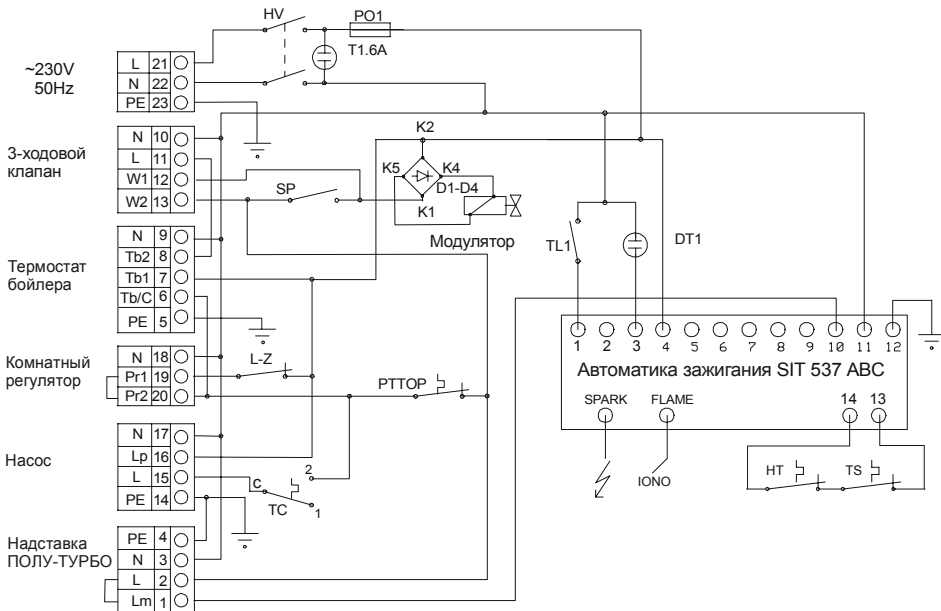 HV
PO1
T1.6A
~230V
50Hz
L 21
N 22
PE 23
3-ходовой
клапан
N 10
L 11
W1 12
W2 13
SP
K2
K5
K4
D1-D4
K1
Модулятор
TL1
DT1
Термостат
бойлера
N 9
Tb2 8
Tb1 7
Tb/C 6
PE 5
Комнатный
регулятор
N 18
Pr1 19
Pr2 20
L-Z
PTTOP
1 2 3 4 5 6 7 8 9 10 11 12
Автоматика зажигания SIT 537 ABC
SPARK
FLAME
14 13
IONO
HT
TS
Насос
N 17
Lp 16
L 15
PE 14
C
2
TC
1
Надставка
ПОЛУ-ТУРБО
PE 4
N 3
L 2
Lm 1